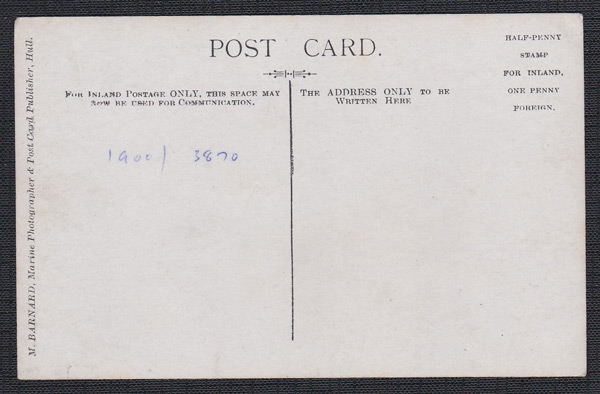 POST CARD.
HALF-PENNY
STAMP
FOR INLAND,
ONE PENNY
FOREIGN.
FOR INLAND POSTAGE ONLY, THIS SPACE MAY
NOW BE USED FOR COMMUNICATION.
THE ADDRESS ONLY TO BE
WRITTEN HERE
1900/ 3870
M. BARNARD, Marine Photographer & Post Card Publisher, Hull.